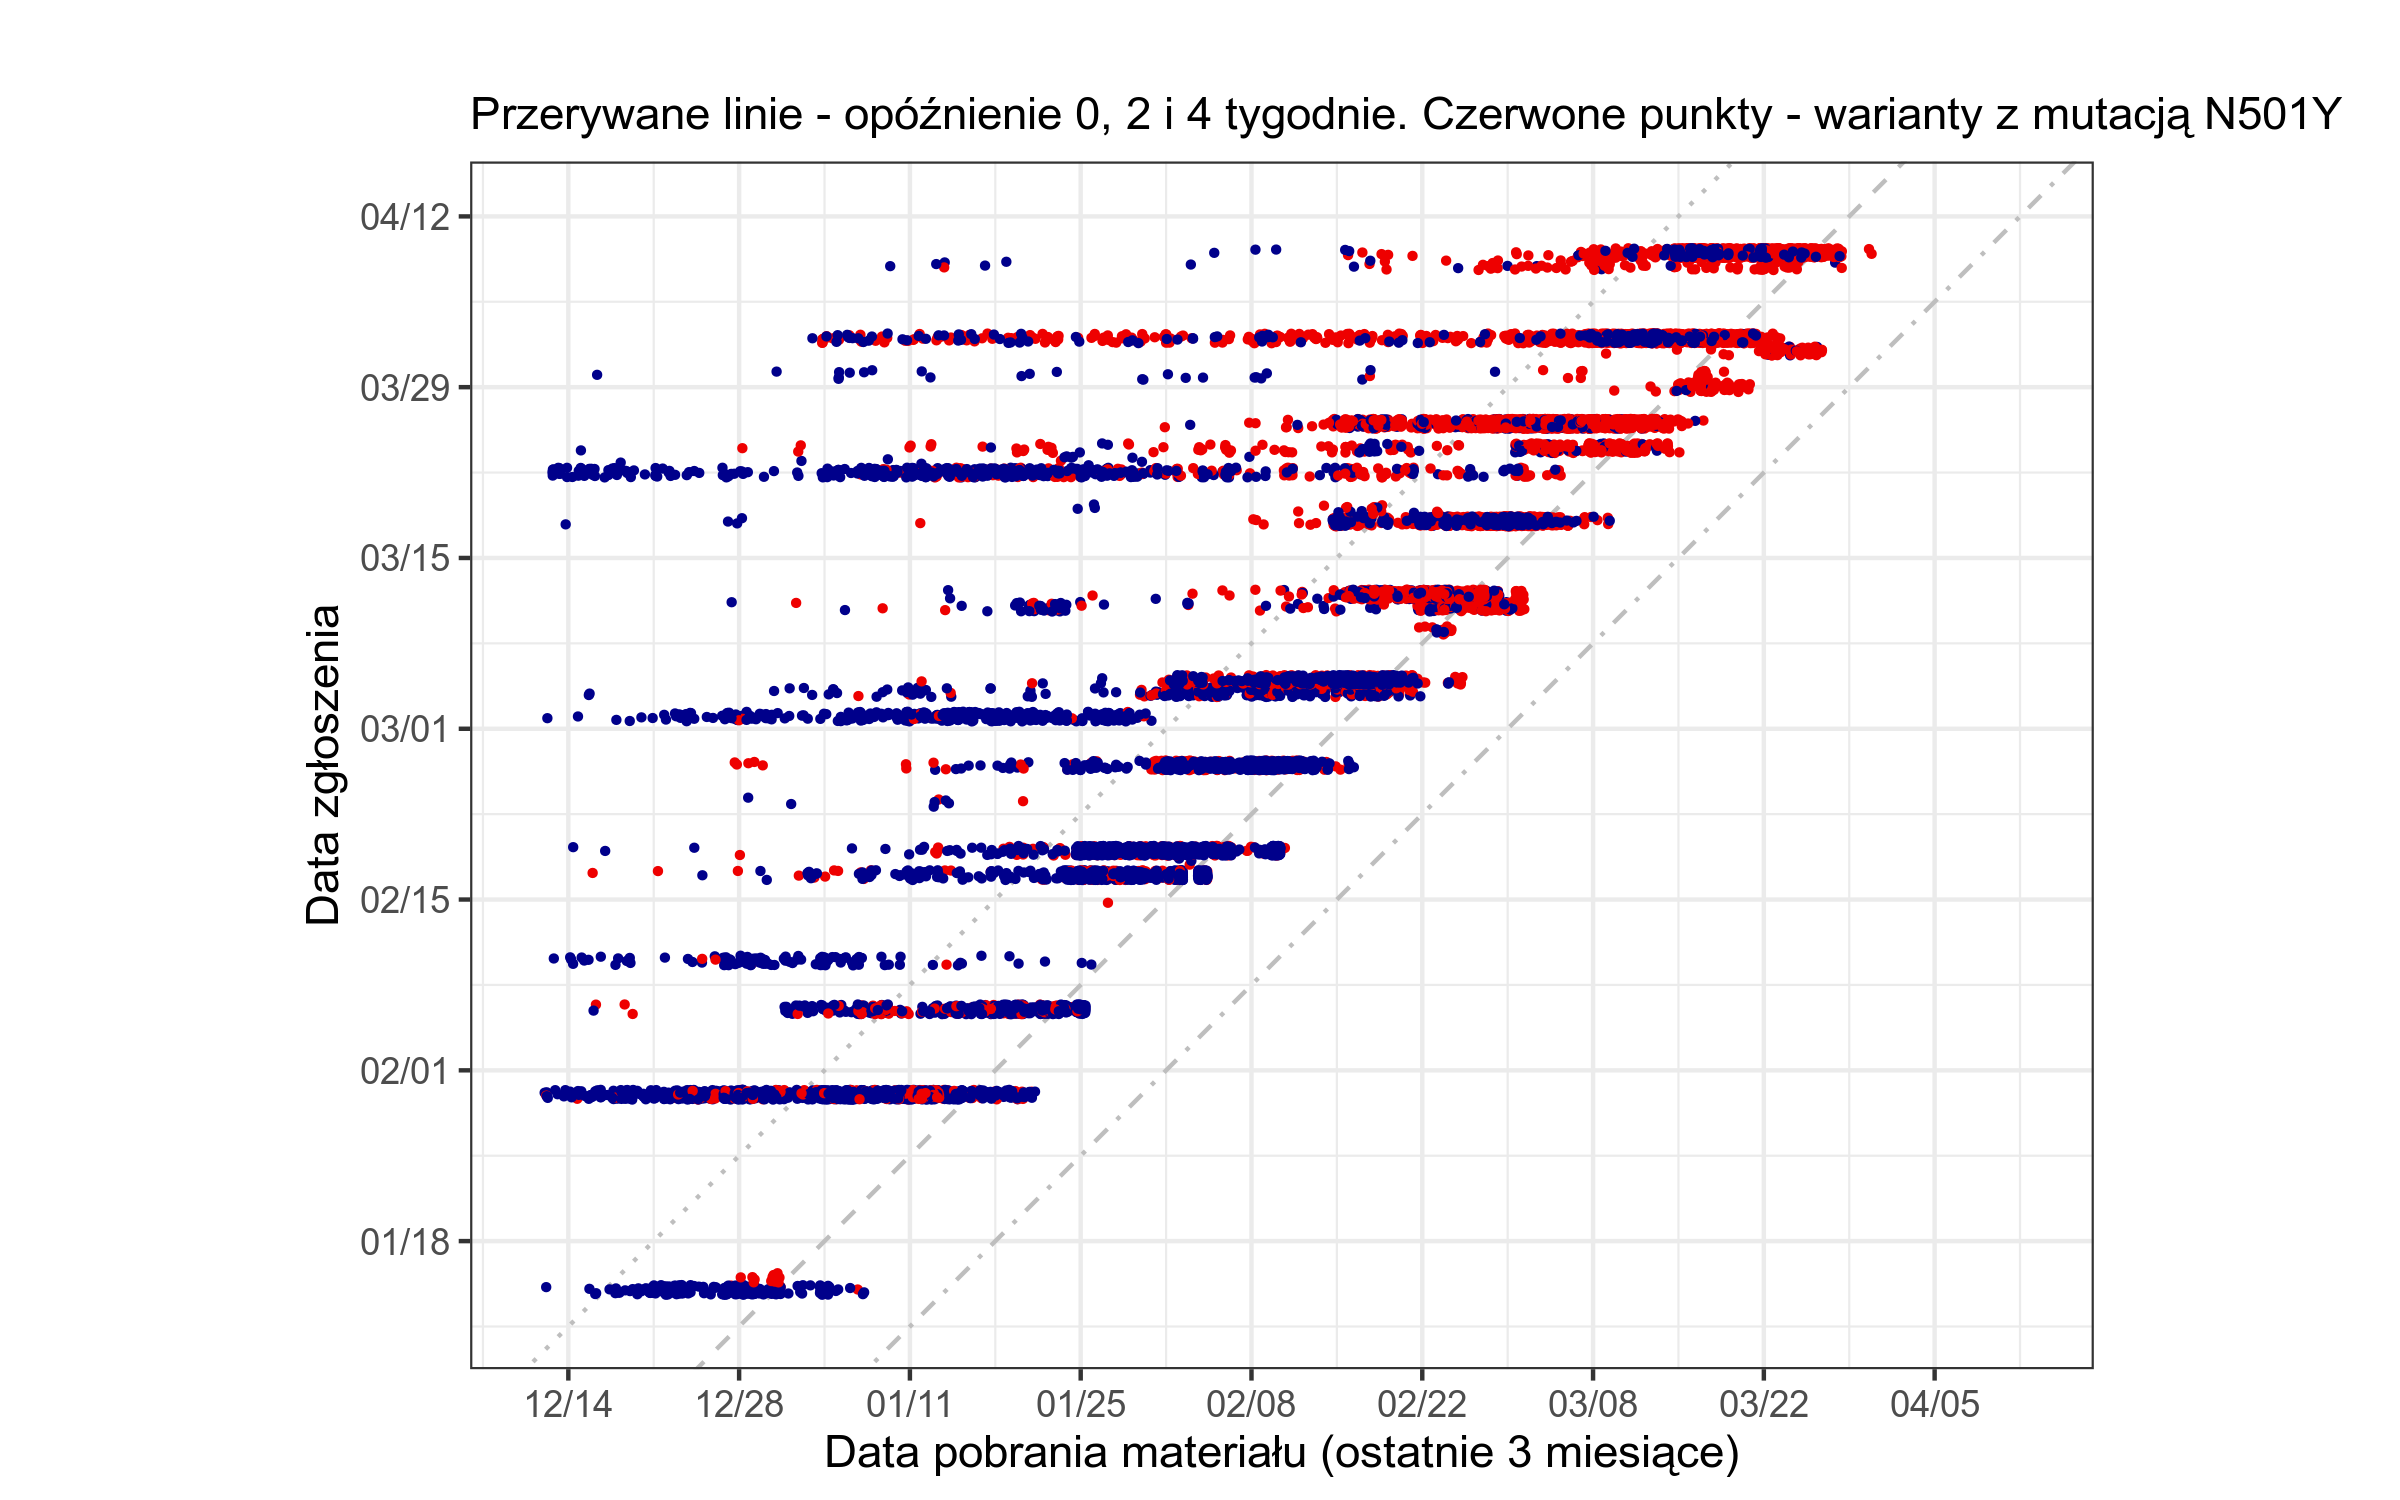 Przerywane linie - opóźnienie 0, 2 i 4 tygodnie. Czerwone punkty - warianty z mutacją N501Y
Data zgłoszenia
04/12
03/29
03/15
03/01
02/15
02/01
01/18
12/14 12/28 01/11 01/25 02/08 02/22 03/08 03/22 04/05
Data pobrania materiału (ostatnie 3 miesiące)